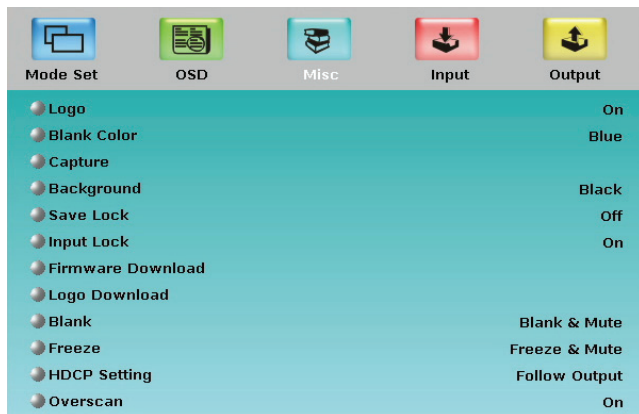 Mode Set OSD Misc Input Output
Logo On
Blank Color Blue
Capture
Background Black
Save Lock Off
Input Lock On
Firmware Download
Logo Download
Blank Blank & Mute
Freeze Freeze & Mute
HDCP Setting Follow Output
Overscan On